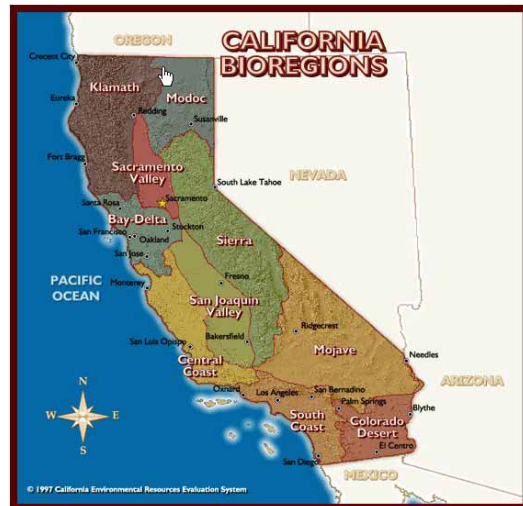 CALIFORNIA
BIOREGIONS
OREGON
Crescent City
Klamath
Modoc
Eureka
Redding
Susanville
Fort Bragg
Sacramento
Valley
NEVADA
South Lake Tahoe
Sacramento
Santa Rosa
Bay-Delta
Stockton
San Francisco
Oakland
Sierra
San Jose
PACIFIC
OCEAN
Monterey
Fresno
San Joaquin
Valley
Ridgecrest
San Luis Opispo
Bakersfield
Mojave
Needles
Central
Coast
ARIZONA
Oxnard
Los Angeles
San Bernadino
Palm Springs
Blythe
South
Coast
Colorado
Desert
El Centro
San Diego
MEXICO
N
W
E
S
© 1997 California Environmental Resources Evaluation System